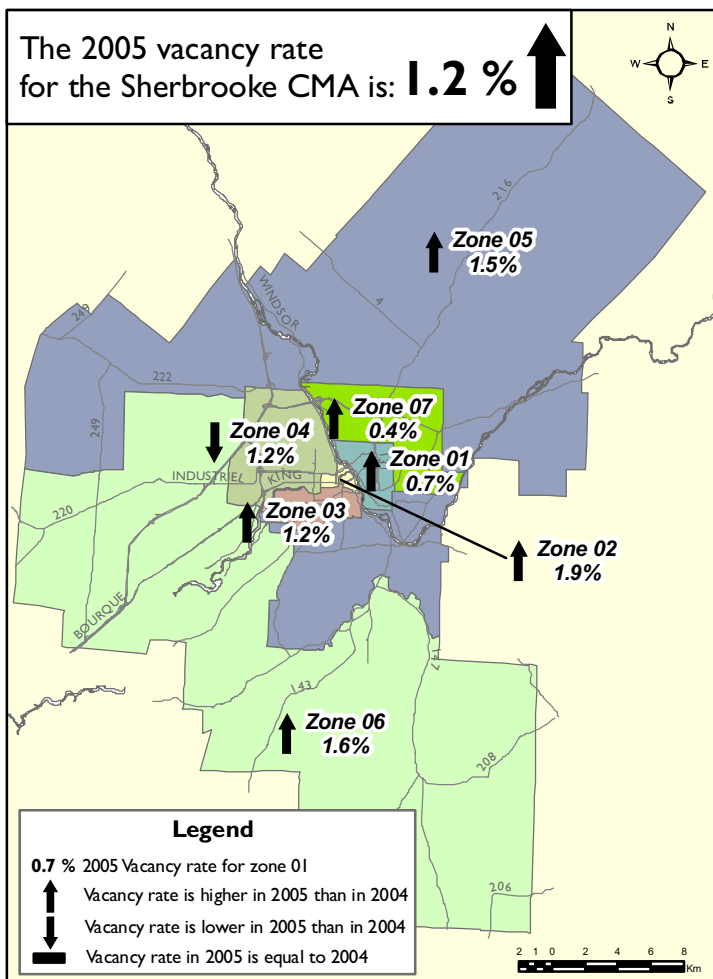 The 2005 vacancy rate
for the Sherbrooke CMA is: 1.2 %
N
W E
S
216
Zone 05
1.5%
WINDSOR
4
249
222
249
Zone 07
0.4%
Zone 04
1.2%
Zone 01
0.7%
INDUSTRIEL
KING
220
Zone 03
1.2%
Zone 02
1.9%
BOURQUE
147
143
Zone 06
1.6%
208
206
Legend
0.7 % 2005 Vacancy rate for zone 01
Vacancy rate is higher in 2005 than in 2004
Vacancy rate is lower in 2005 than in 2004
Vacancy rate in 2005 is equal to 2004
2 1 0 2 4 6 8
Km